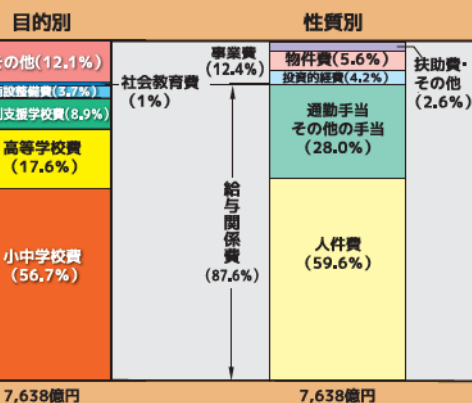 目的別
その他(12.1%)
設整備費(3.7%)
支援学校費(8.9%)
高等学校費
(17.6%)
小中学校費
(56.7%)
7,638億円
社会教育費
(1%)
事業費
(12.4%)
給与関係費
(87.6%)
性質別
物件費(5.6%)
投資的経費(4.2%)
通勤手当
その他の手当
(28.0%)
人件費
(59.6%)
7,638億円
扶助費・
その他
(2.6%)